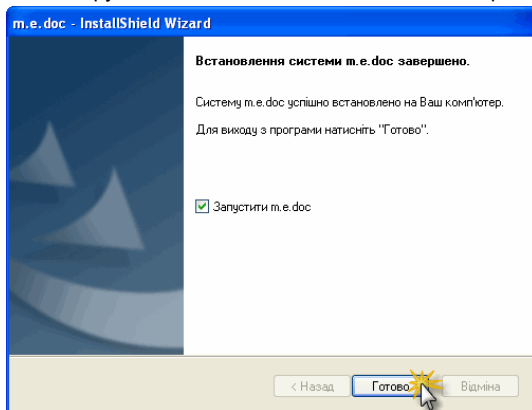 m.e.doc - InstallShield Wizard
Встановлення системи m.e.doc завершено.
Систему m.e.doc успішно встановлено на Ваш комп'ютер.
Для виходу з програми натисніть "Готово".
Запустити m.e.doc
< Назад Готово Відміна